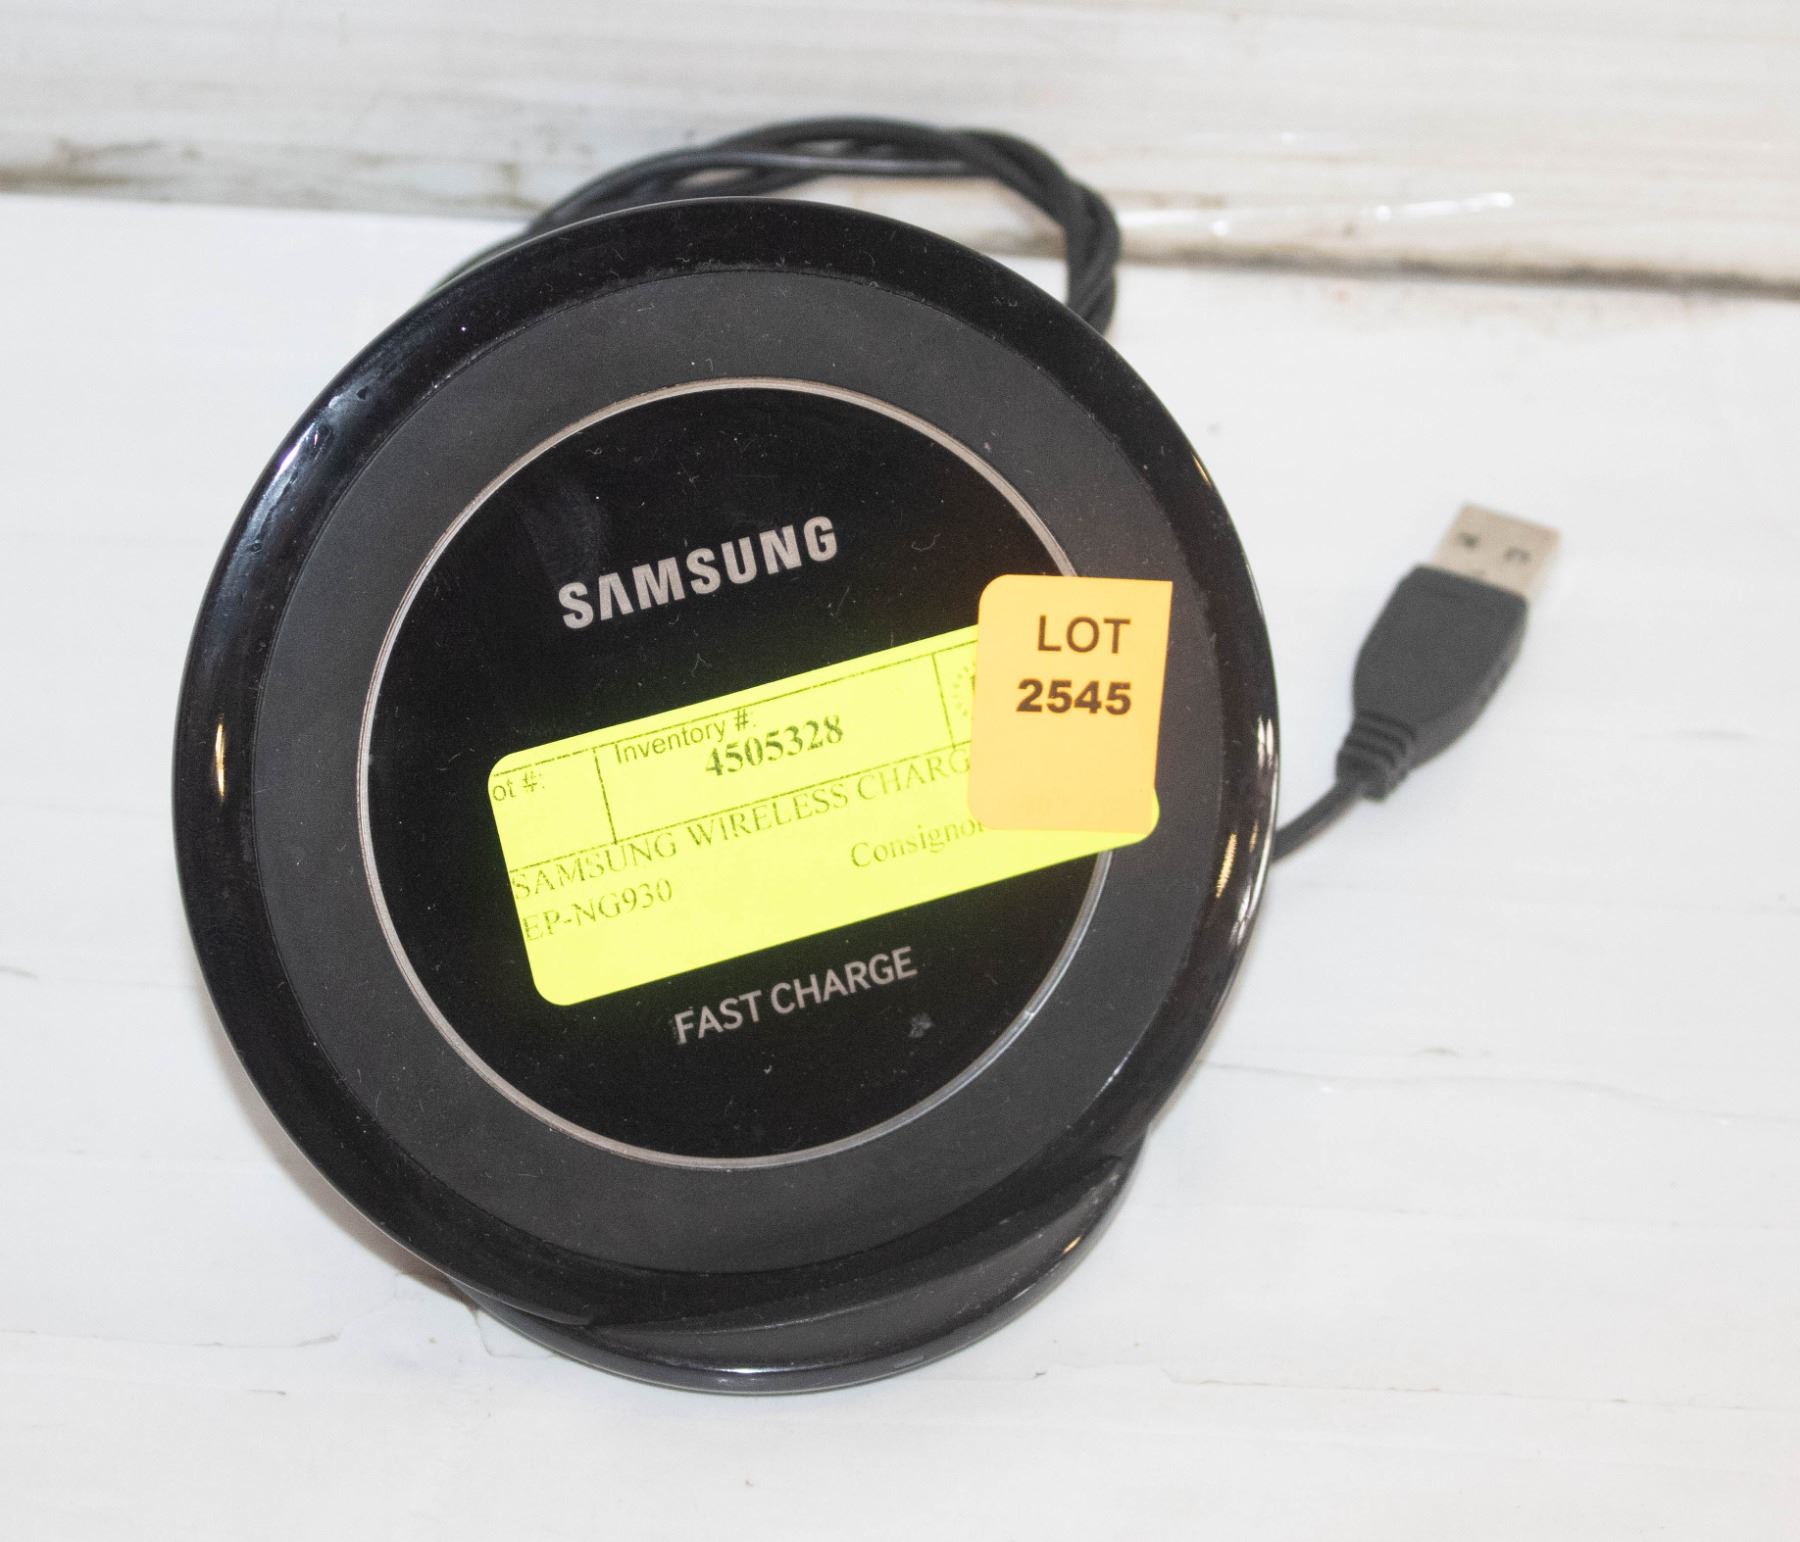 SAMSUNG
LOT
2545
ot #:
Inventory #:
4505328
SAMSUNG WIRELESS CHARG
EP-NG930
Consignor
FAST CHARGE